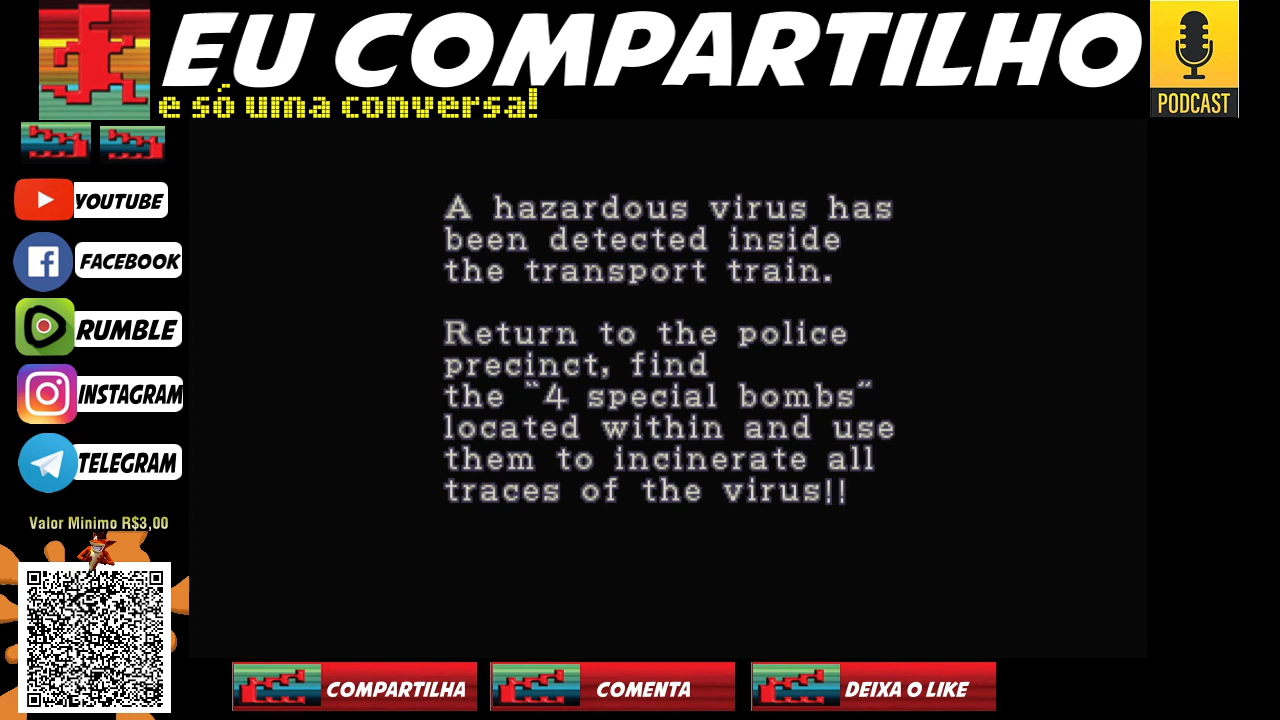 EU COMPARTILHO
e só uma conversa!
PODCAST
YOUTUBE
FACEBOOK
RUMBLE
INSTAGRAM
TELEGRAM
Valor Minimo R$3,00
A hazardous virus has
been detected inside
the transport train.
Return to the police
precinct, find
the "4 special bombs"
located within and use
them to incinerate all
traces of the virus!!
COMPARTILHA
COMENTA
DEIXA O LIKE